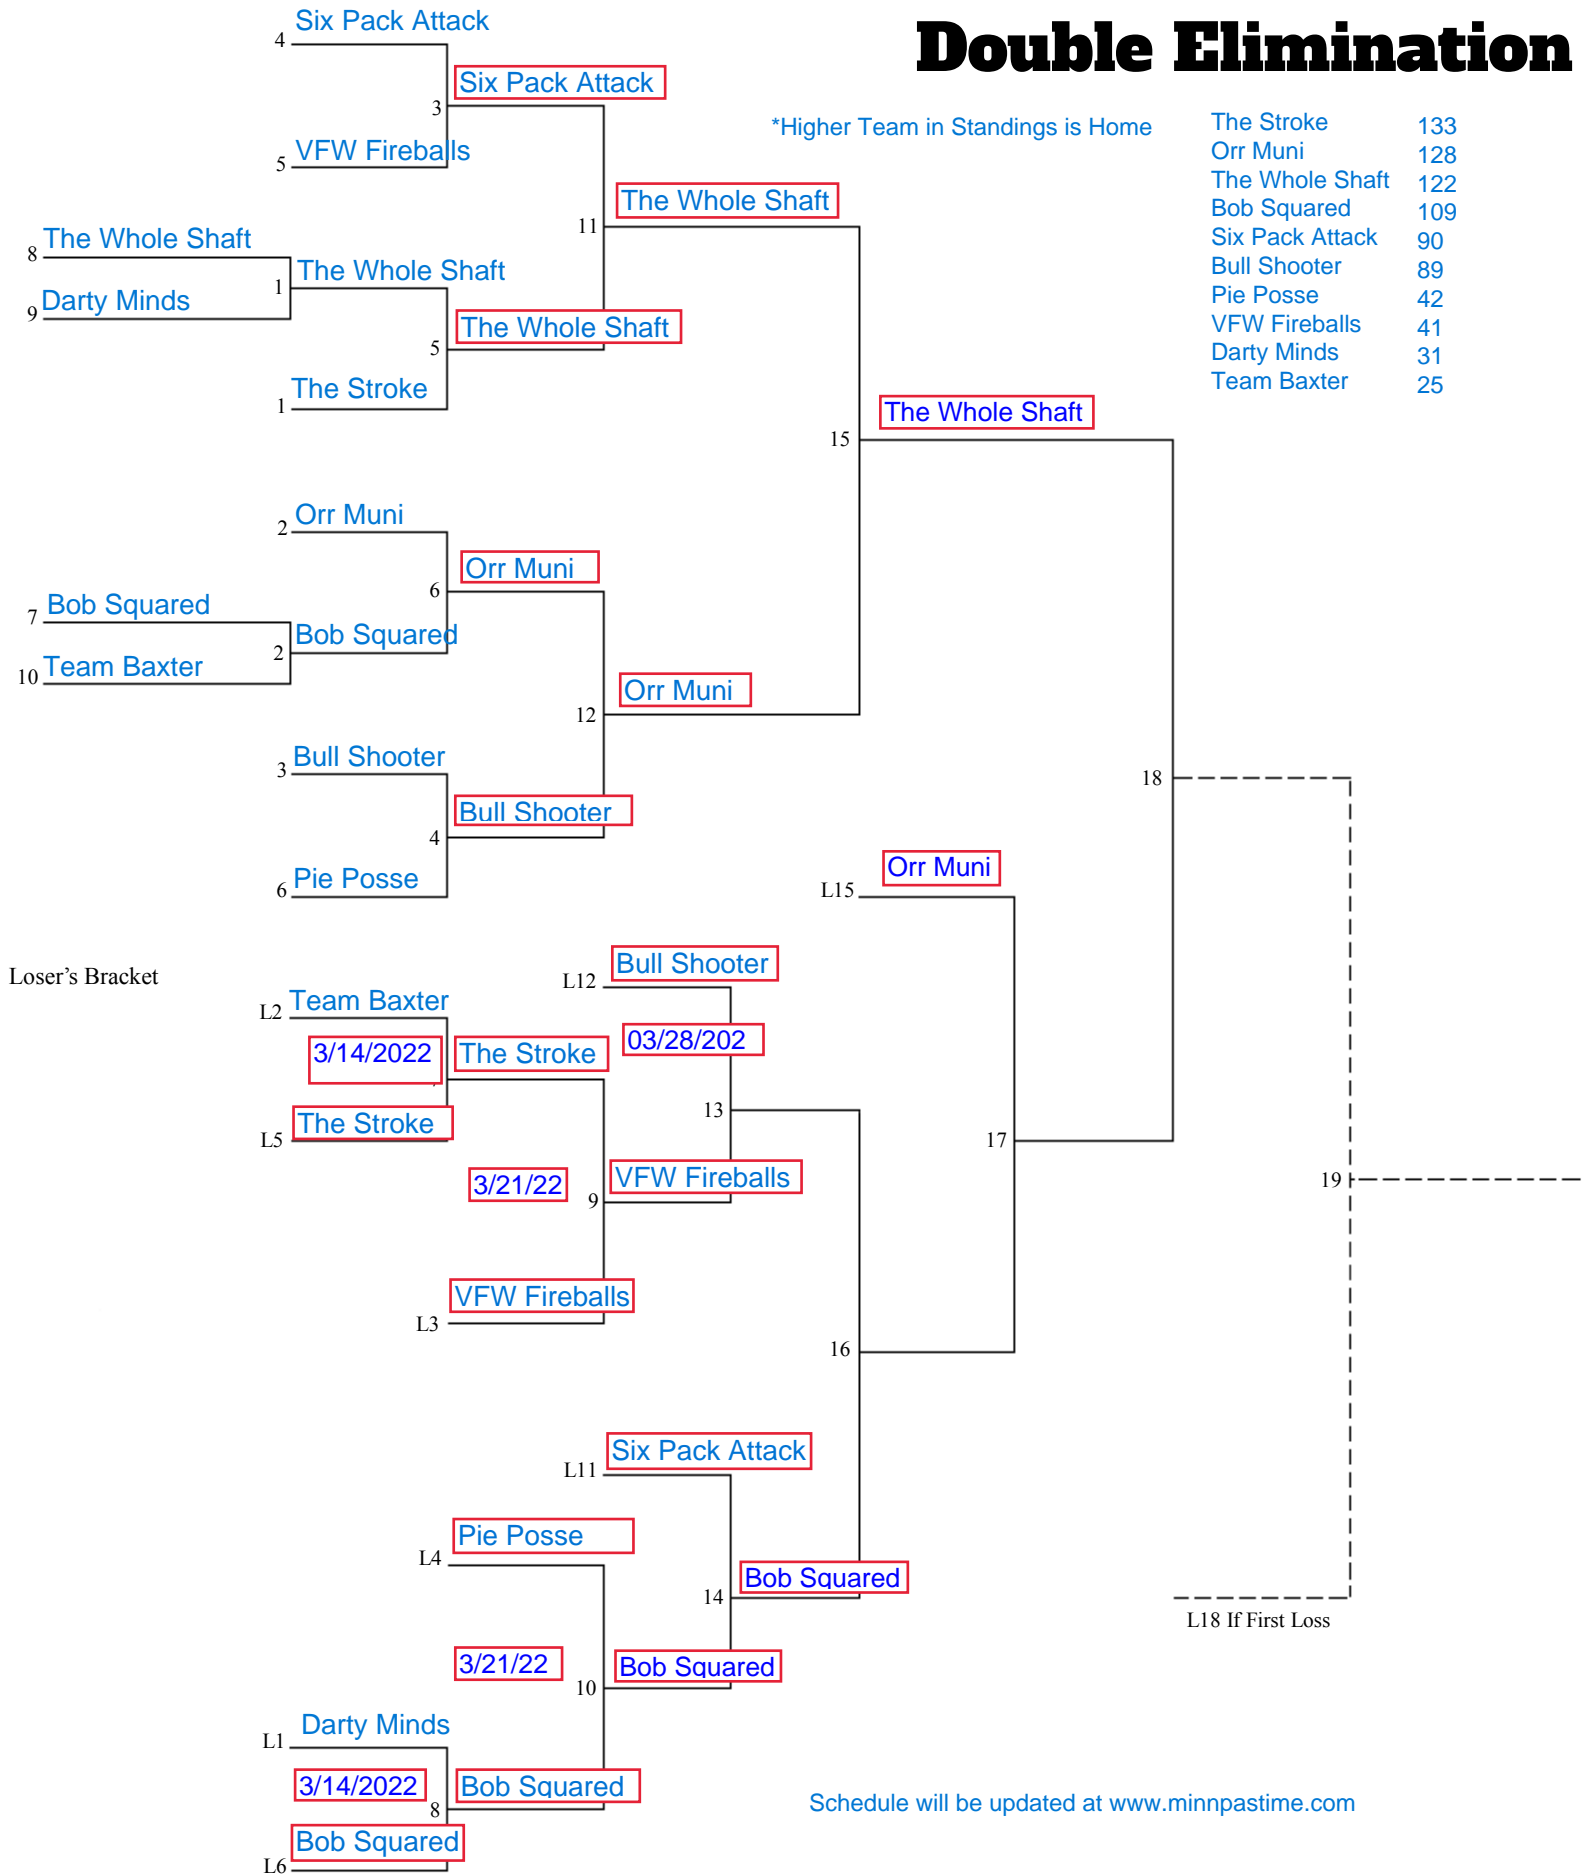 Double Elimination
*Higher Team in Standings is Home
The Stroke 133
Orr Muni 128
The Whole Shaft 122
Bob Squared 109
Six Pack Attack 90
Bull Shooter 89
Pie Posse 42
VFW Fireballs 41
Darty Minds 31
Team Baxter 25
4 Six Pack Attack
3 Six Pack Attack
5 VFW Fireballs
11 The Whole Shaft
8 The Whole Shaft
1 The Whole Shaft
9 Darty Minds
5 The Whole Shaft
1 The Stroke
15 The Whole Shaft
2 Orr Muni
6 Orr Muni
7 Bob Squared
2 Bob Squared
10 Team Baxter
12 Orr Muni
3 Bull Shooter
4 Bull Shooter
6 Pie Posse
18
L15 Orr Muni
Loser's Bracket
L12 Bull Shooter
L2 Team Baxter
3/14/2022
The Stroke
03/28/202
L5 The Stroke
13
17
3/21/22
9 VFW Fireballs
19
L3 VFW Fireballs
16
L11 Six Pack Attack
L4 Pie Posse
14 Bob Squared
L18 If First Loss
3/21/22
10 Bob Squared
L1 Darty Minds
3/14/2022
8 Bob Squared
L6 Bob Squared
Schedule will be updated at www.minnpastime.com